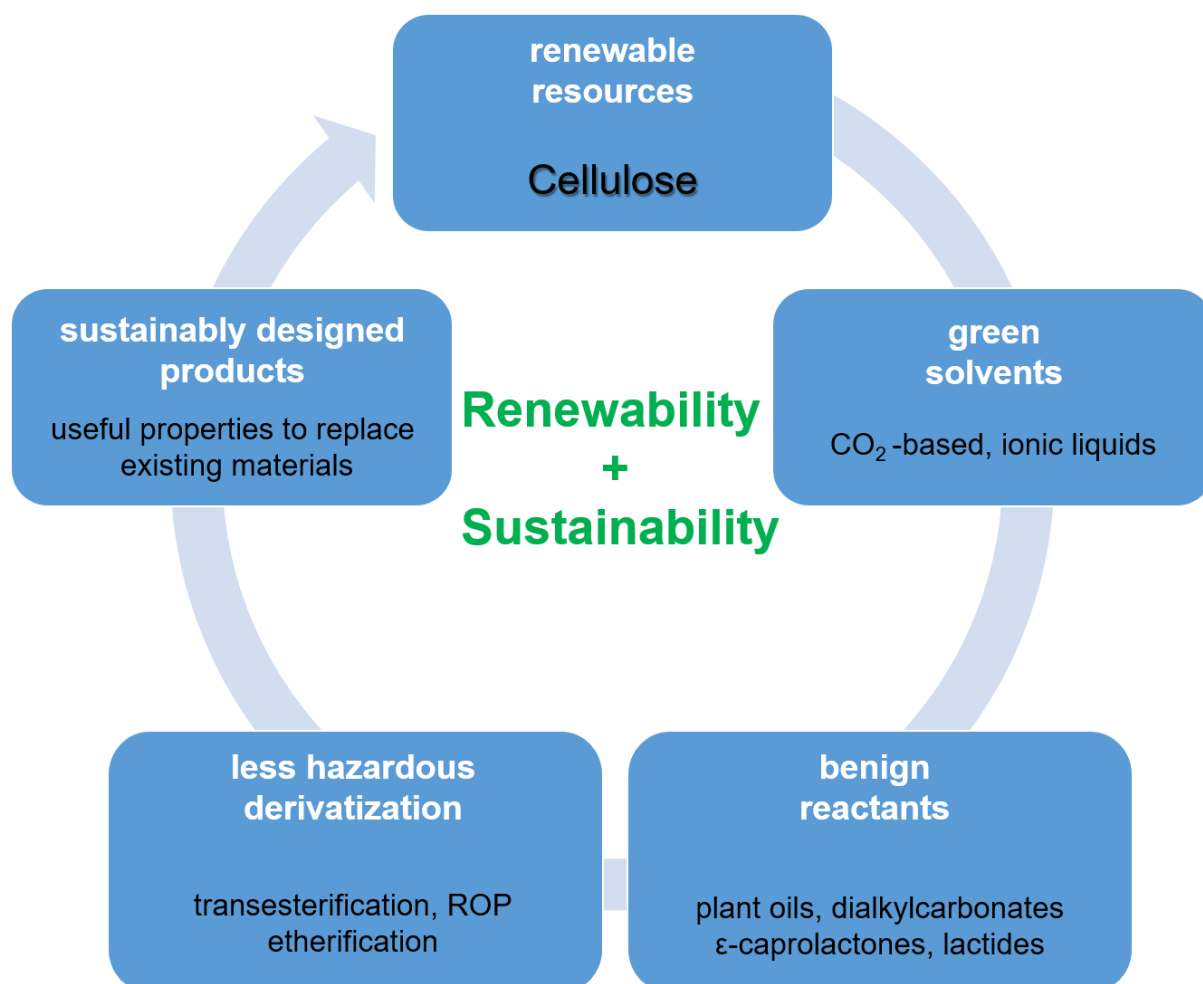 renewable
resources
Cellulose
green
solvents
CO₂ -based, ionic liquids
benign
reactants
plant oils, dialkylcarbonates
ε-caprolactones, lactides
less hazardous
derivatization
transesterification, ROP
etherification
sustainably designed
products
useful properties to replace
existing materials
Renewability
+
Sustainability